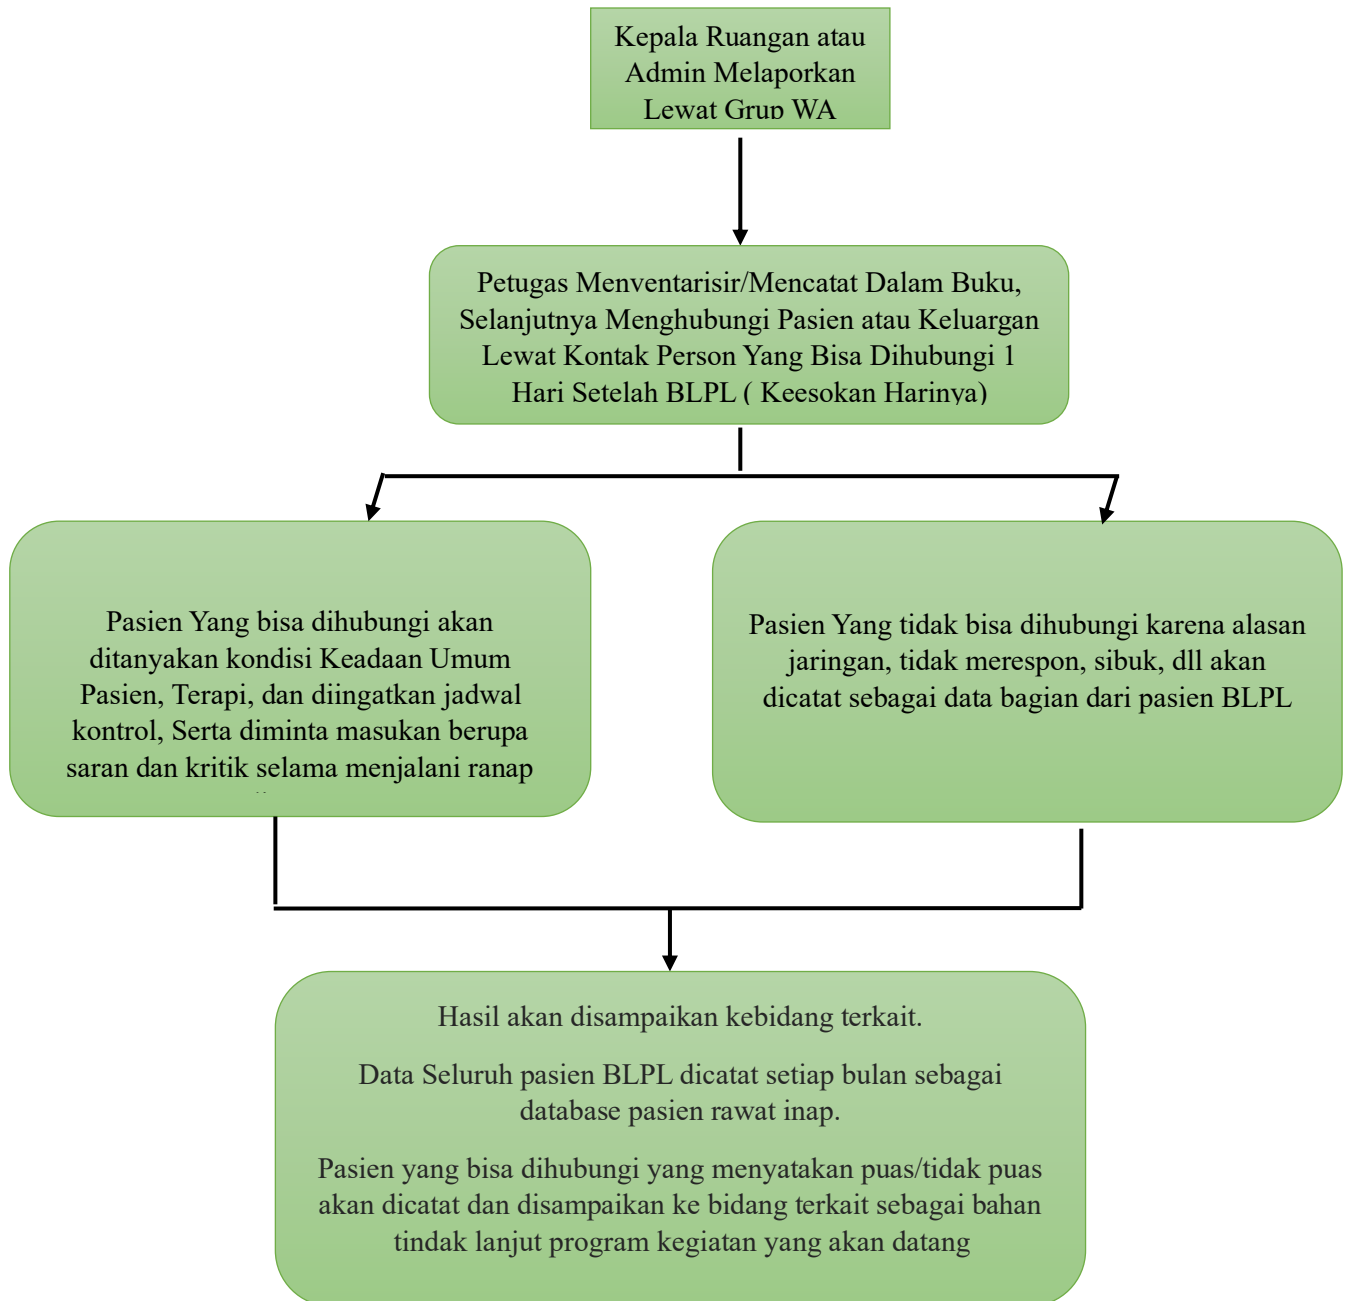 Kepala Ruangan atau
Admin Melaporkan
Lewat Grup WA
Petugas Menventarisir/Mencatat Dalam Buku,
Selanjutnya Menghubungi Pasien atau Keluargan
Lewat Kontak Person Yang Bisa Dihubungi 1
Hari Setelah BLPL ( Keesokan Harinya)
Pasien Yang bisa dihubungi akan
ditanyakan kondisi Keadaan Umum
Pasien, Terapi, dan diingatkan jadwal
kontrol, Serta diminta masukan berupa
saran dan kritik selama menjalani ranap
Pasien Yang tidak bisa dihubungi karena alasan
jaringan, tidak merespon, sibuk, dll akan
dicatat sebagai data bagian dari pasien BLPL
Hasil akan disampaikan kebidang terkait.
Data Seluruh pasien BLPL dicatat setiap bulan sebagai
database pasien rawat inap.
Pasien yang bisa dihubungi yang menyatakan puas/tidak puas
akan dicatat dan disampaikan ke bidang terkait sebagai bahan
tindak lanjut program kegiatan yang akan datang